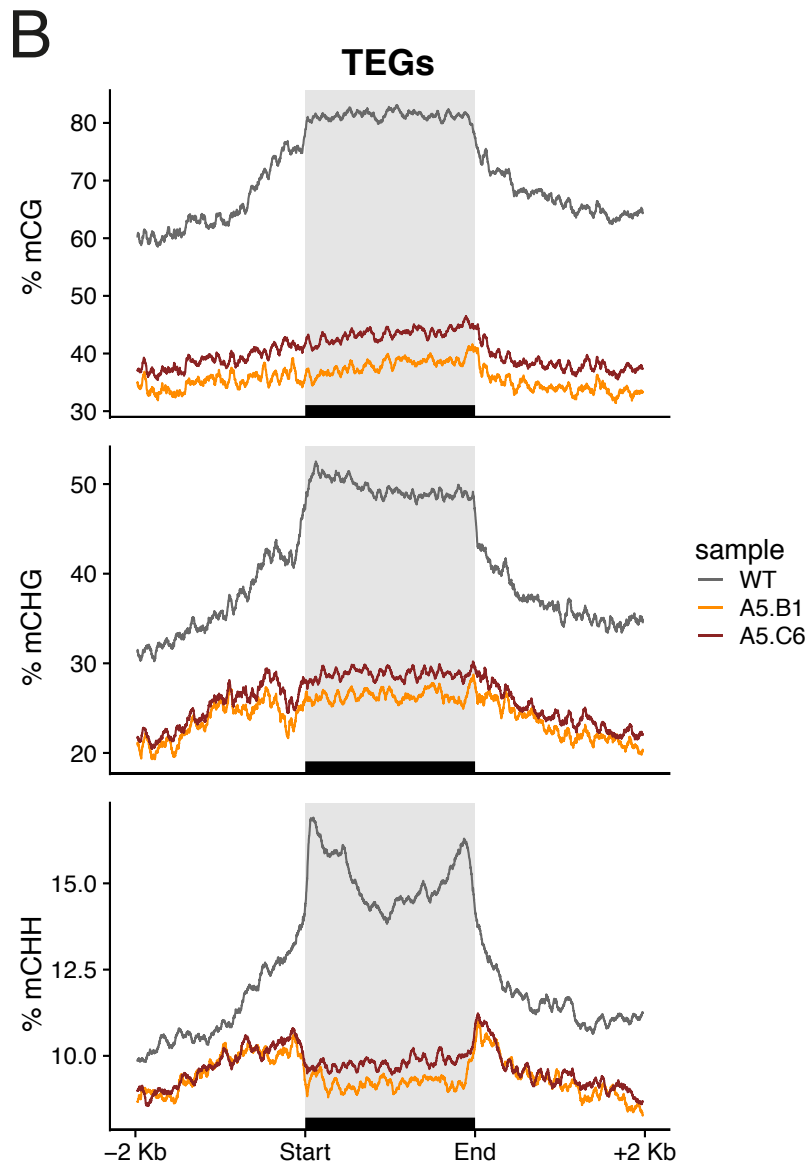 B
TEGs
% mCG
80
70
60
50
40
30
% mCHG
50
40
30
20
sample
WT
A5.B1
A5.C6
% mCHH
15.0
12.5
10.0
−2 Kb Start End +2 Kb